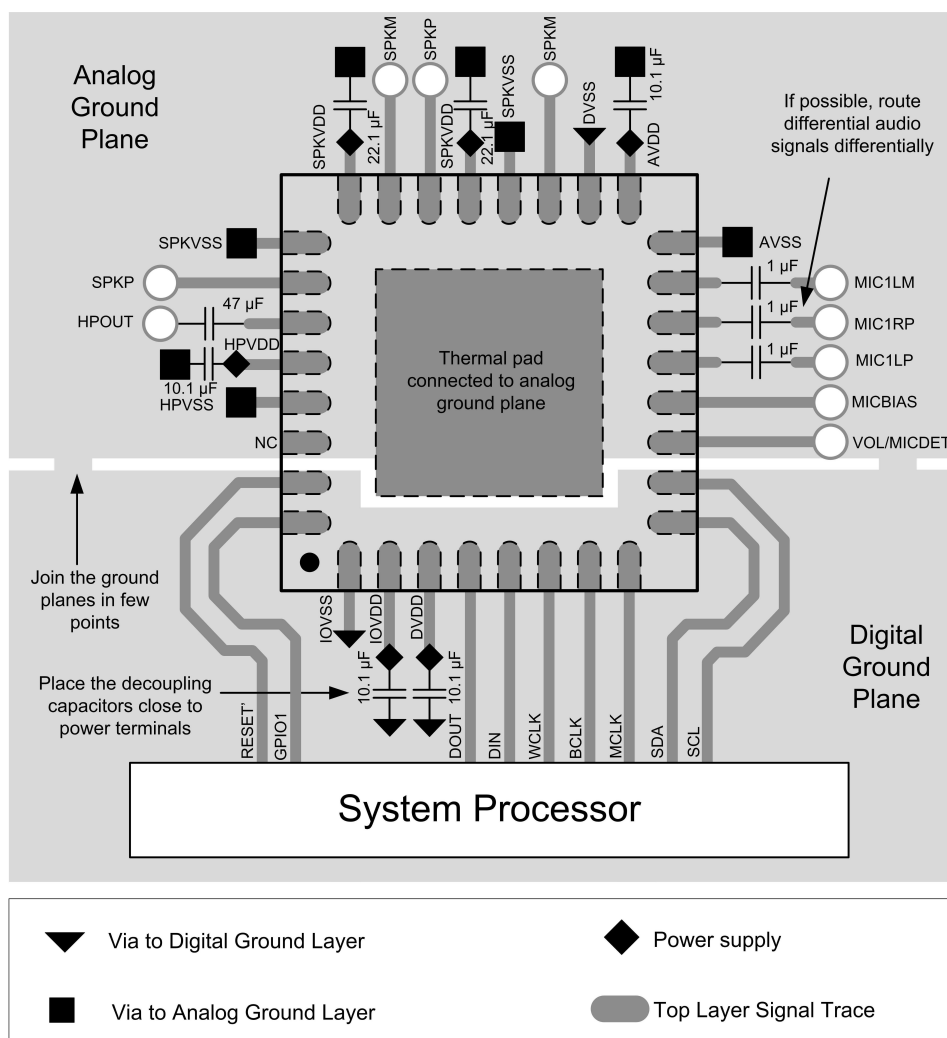 Analog
Ground
Plane
SPKVDD
22.1 µF
SPKM
SPKP
SPKVDD
22.1 µF
SPKVSS
SPKM
DVSS
10.1 µF
AVDD
If possible, route
differential audio
signals differentially
SPKVSS
SPKP
HPOUT
47 µF
HPVDD
10.1 µF
HPVSS
NC
AVSS
1 µF
MIC1LM
1 µF
MIC1RP
1 µF
MIC1LP
MICBIAS
VOL/MICDET
Thermal pad
connected to analog
ground plane
Join the ground
planes in few
points
Place the decoupling
capacitors close to
power terminals
IOVSS
IOVDD
DVDD
10.1 µF
10.1 µF
Digital
Ground
Plane
RESET'
GPIO1
DOUT
DIN
WCLK
BCLK
MCLK
SDA
SCL
System Processor
Via to Digital Ground Layer
Power supply
Via to Analog Ground Layer
Top Layer Signal Trace